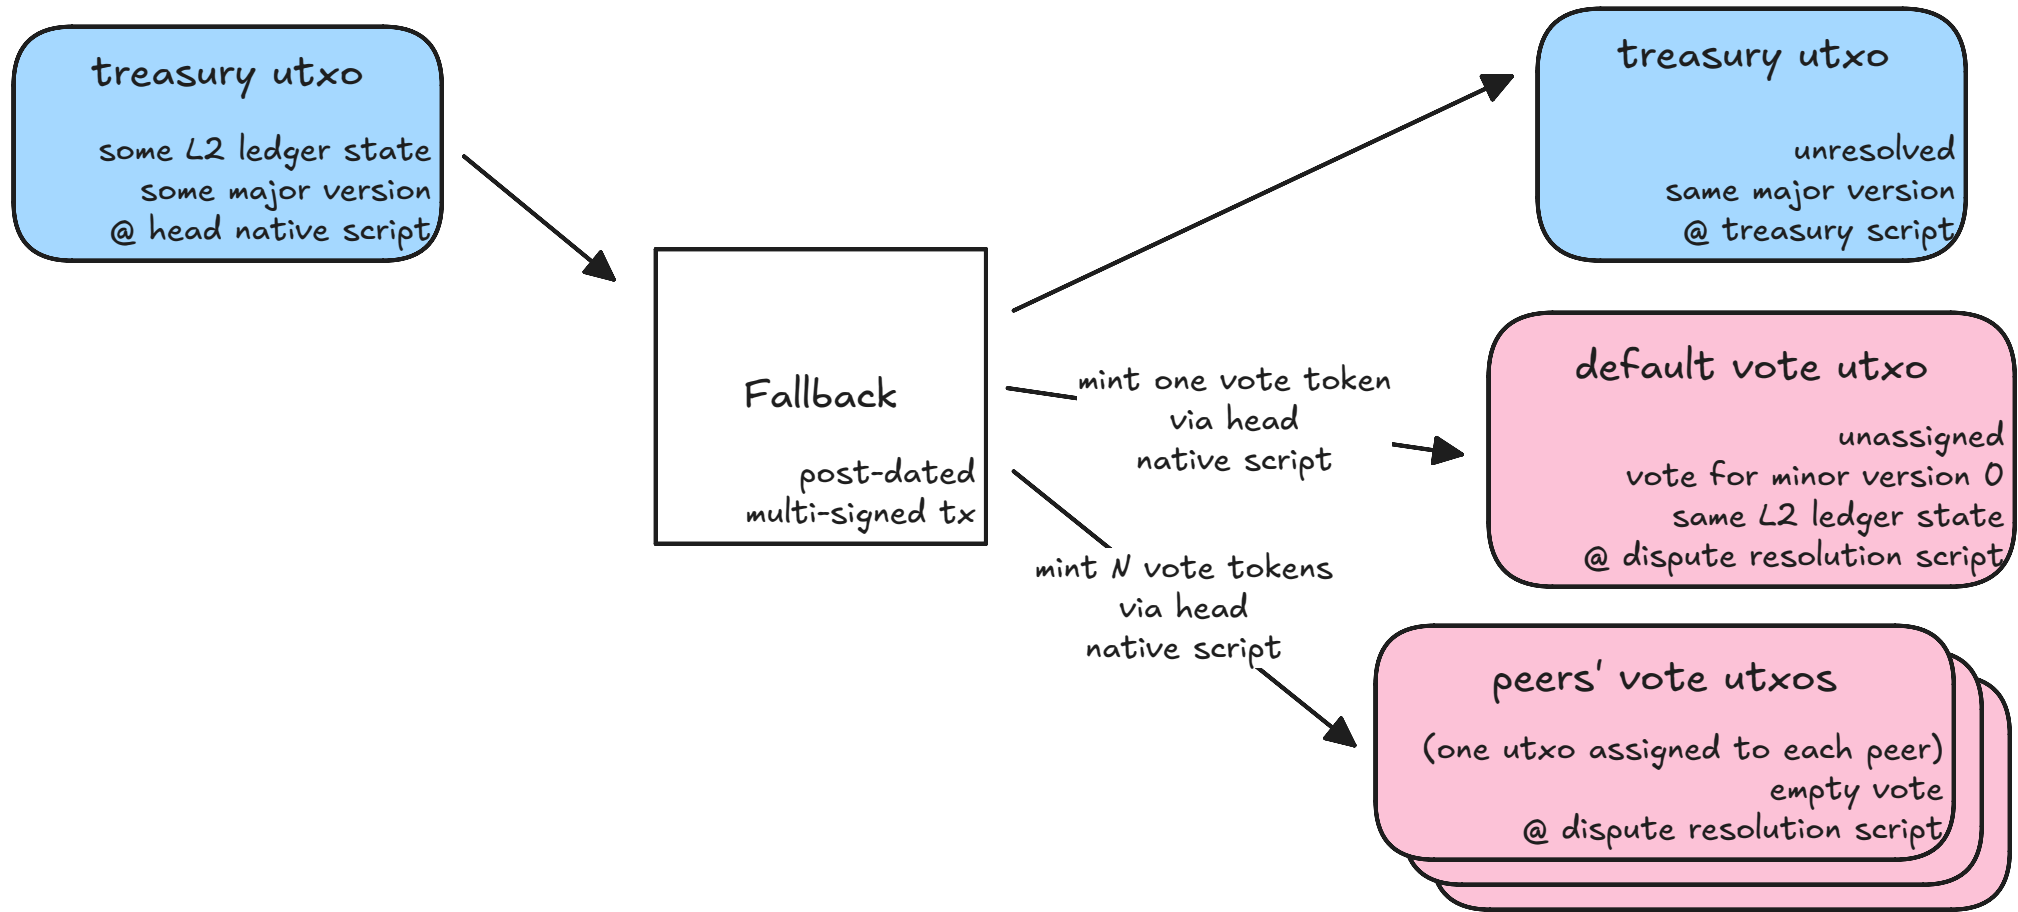 treasury utxo
some L2 ledger state
some major version
@ head native script
Fallback
post-dated
multi-signed tx
mint one vote token
via head
native script
mint N vote tokens
via head
native script
treasury utxo
unresolved
same major version
@ treasury script
default vote utxo
unassigned
vote for minor version 0
same L2 ledger state
@ dispute resolution script
peers' vote utxos
(one utxo assigned to each peer)
empty vote
@ dispute resolution script